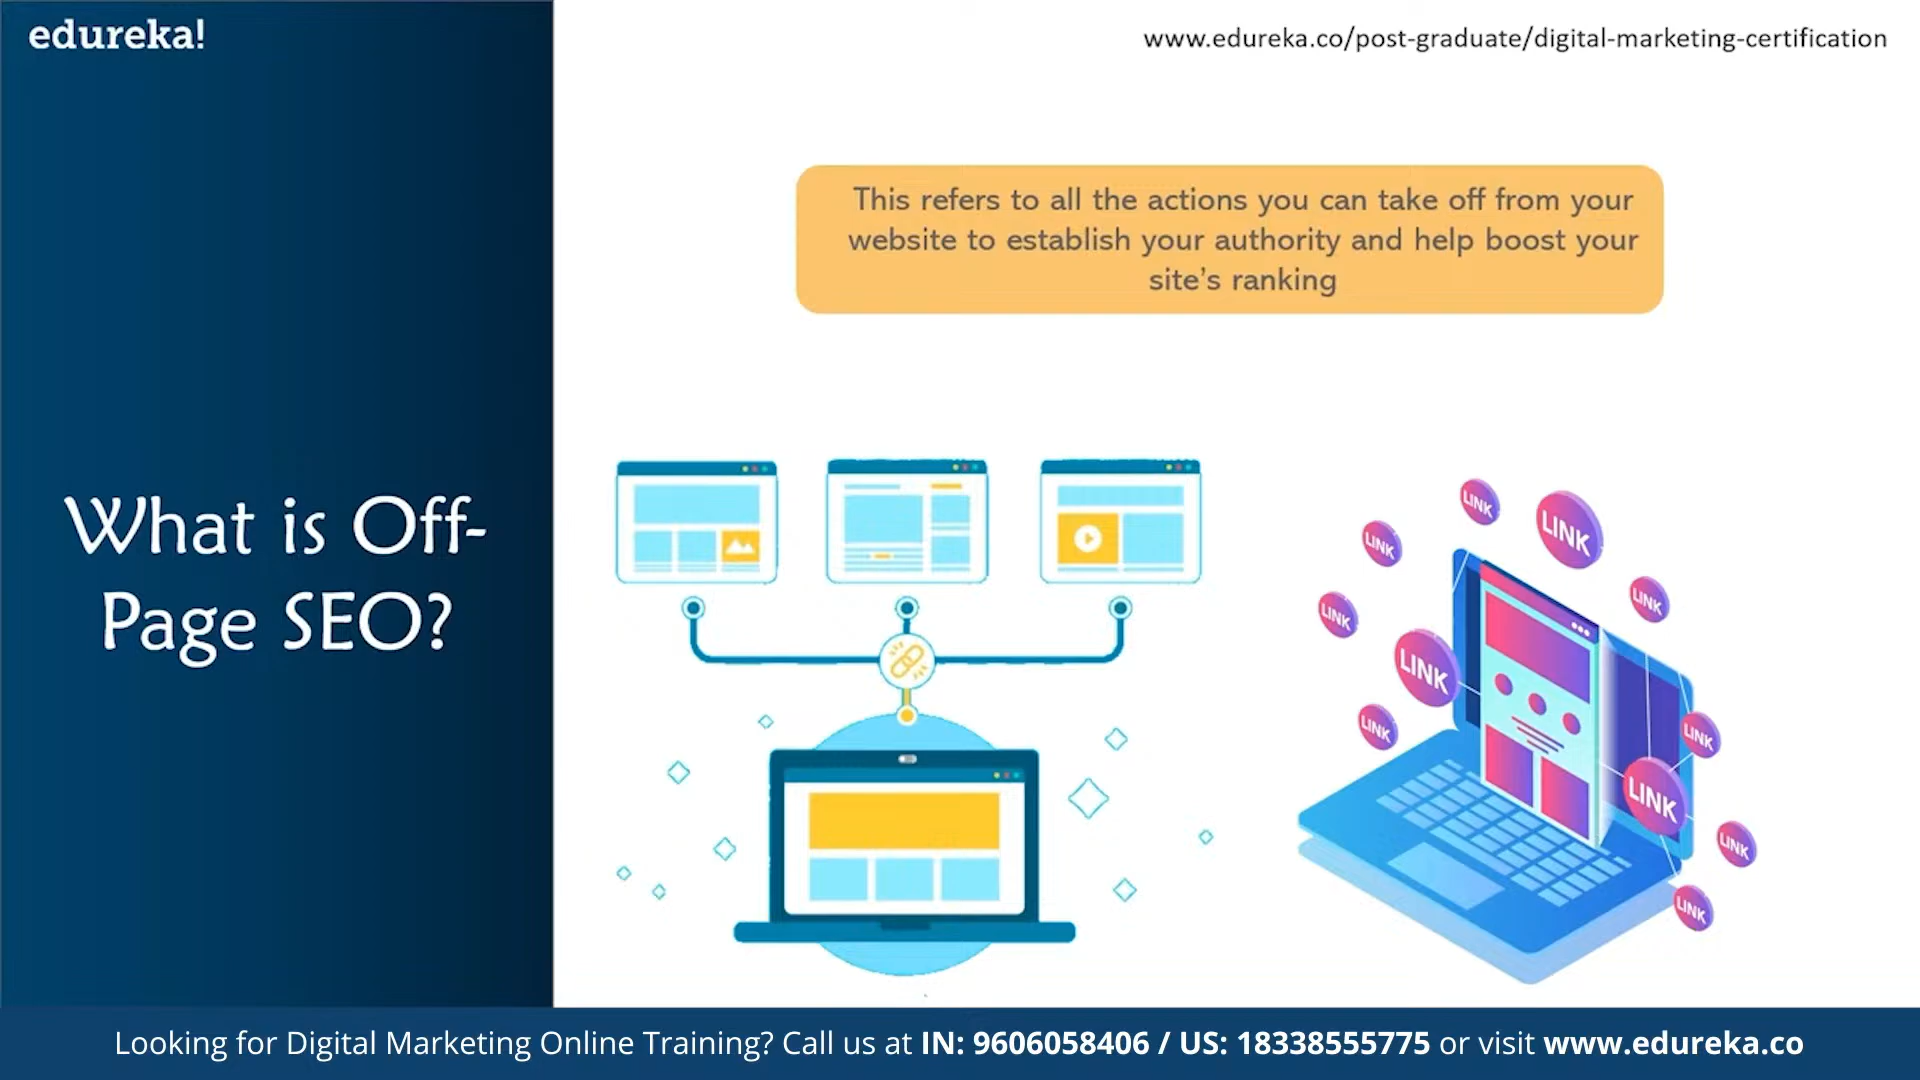 edureka!
www.edureka.co/post-graduate/digital-marketing-certification
This refers to all the actions you can take off from your
website to establish your authority and help boost your
site's ranking
What is Off-
Page SEO?
LINK
LINK
LINK
LINK
LINK
LINK
LINK
LINK
LINK
LINK
LINK
Looking for Digital Marketing Online Training? Call us at IN: 9606058406 / US: 18338555775 or visit www.edureka.co